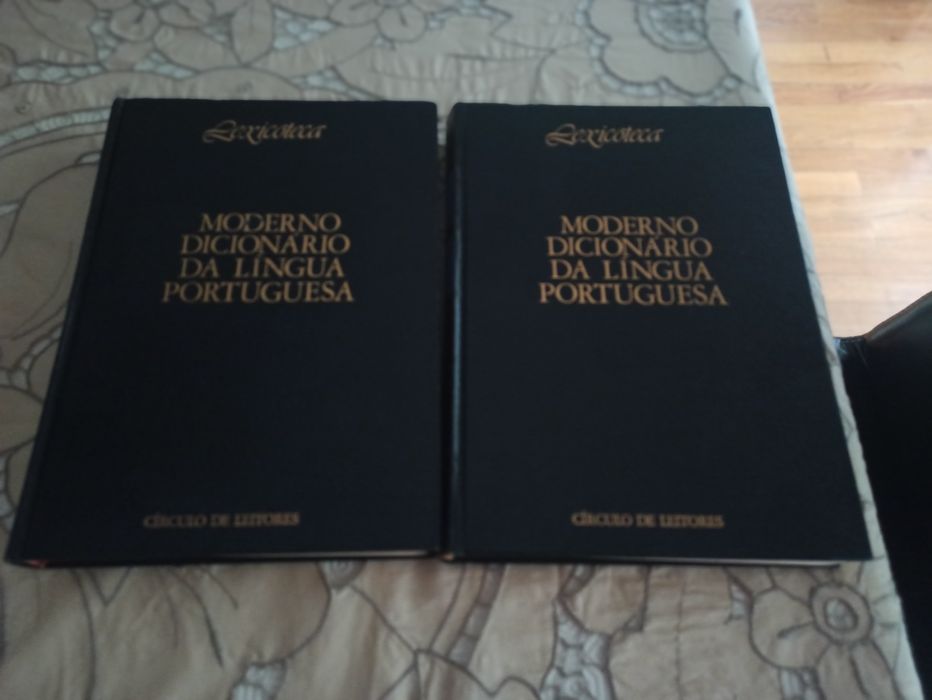 Lexicoteca
MODERNO
DICIONÁRIO
DA LÍNGUA
PORTUGUESA
CÍRCULO DE LEITORES
Lexicoteca
MODERNO
DICIONÁRIO
DA LÍNGUA
PORTUGUESA
CÍRCULO DE LEITORES